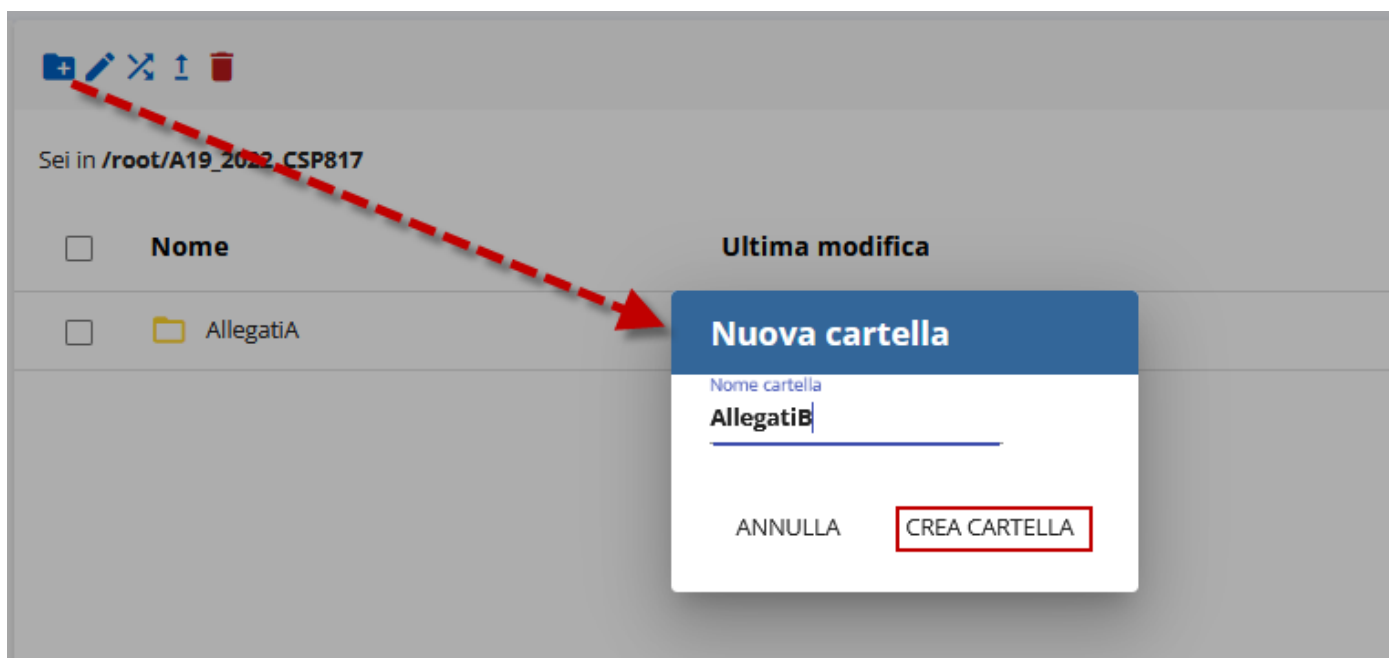 Sei in /root/A19_2022_CSP817
Nome
Ultima modifica
AllegatiA
Nuova cartella
Nome cartella
AllegatiB
ANNULLA
CREA CARTELLA